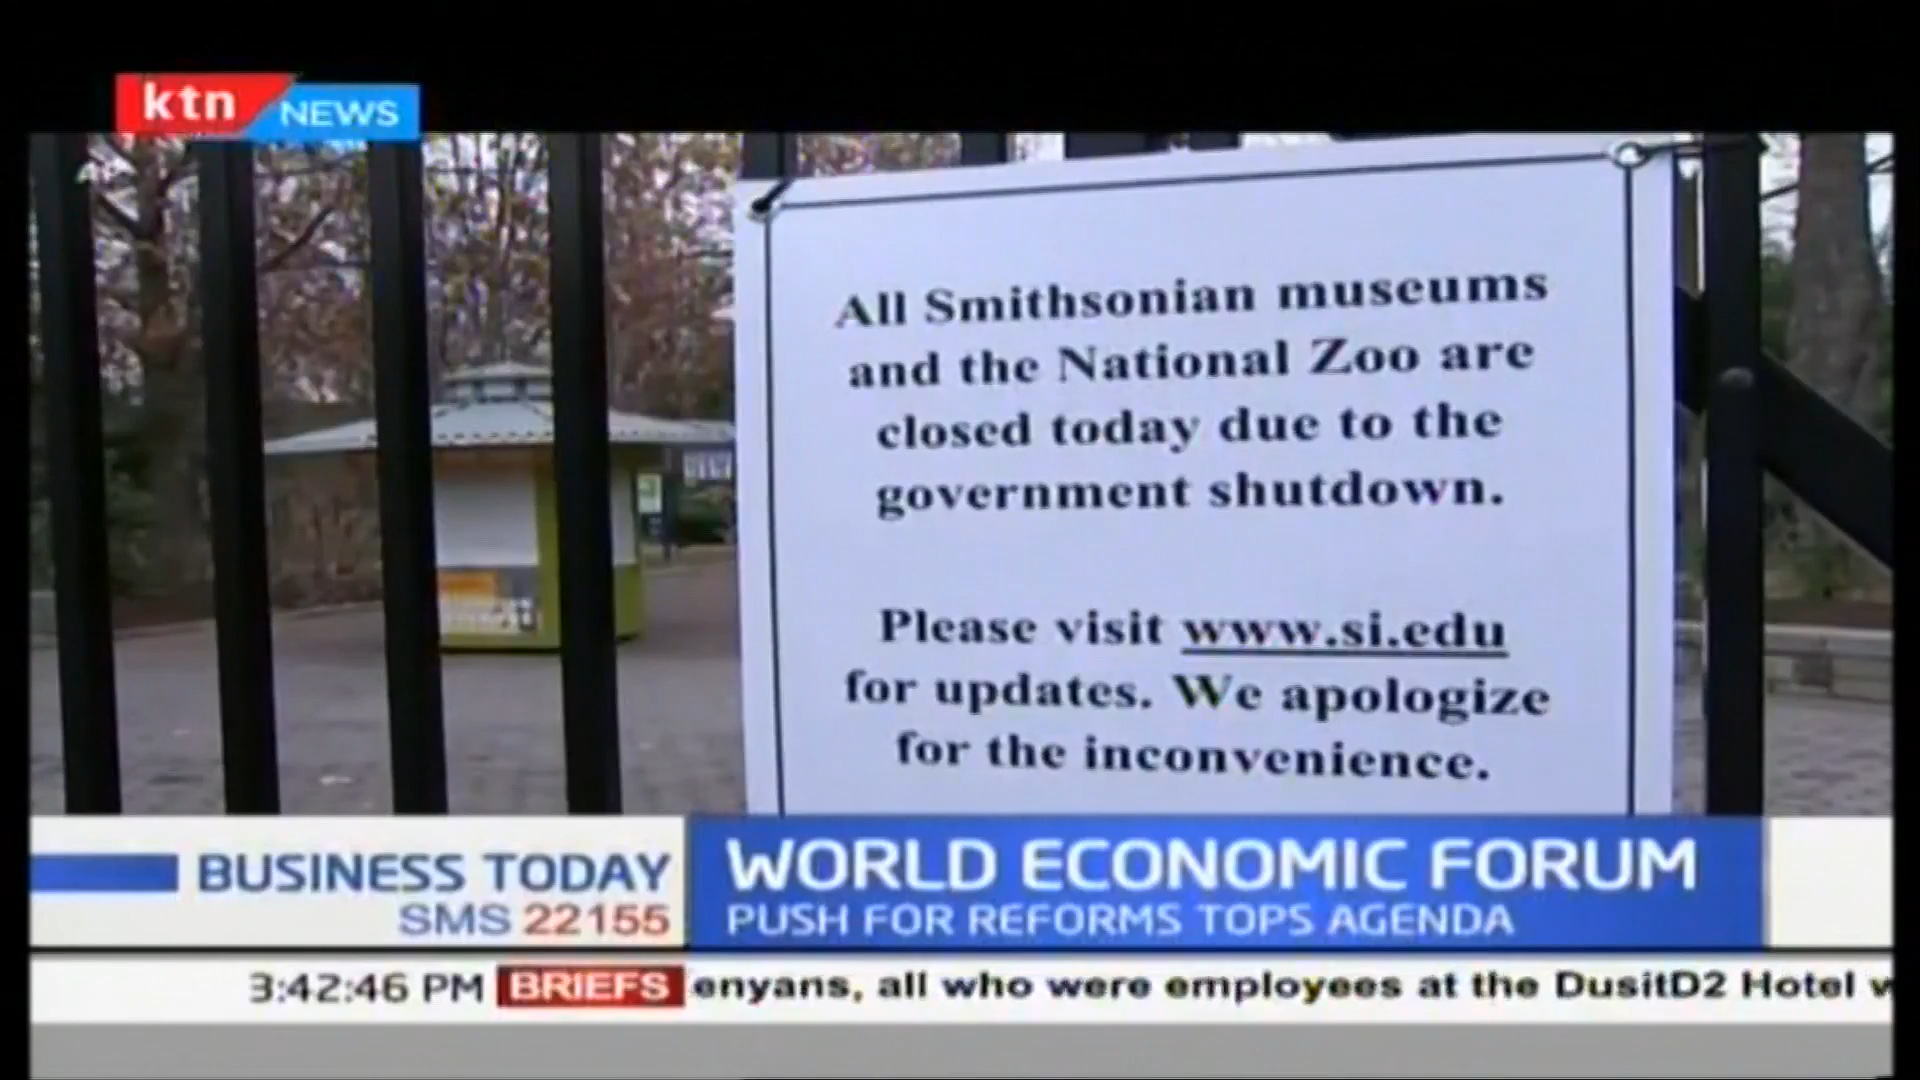 ktn NEWS
All Smithsonian museums
and the National Zoo are
closed today due to the
government shutdown.
Please visit www.si.edu
for updates. We apologize
for the inconvenience.
BUSINESS TODAY
SMS 22155
WORLD ECONOMIC FORUM
PUSH FOR REFORMS TOPS AGENDA
3:42:46 PM BRIEFS enyans, all who were employees at the DusitD2 Hotel w